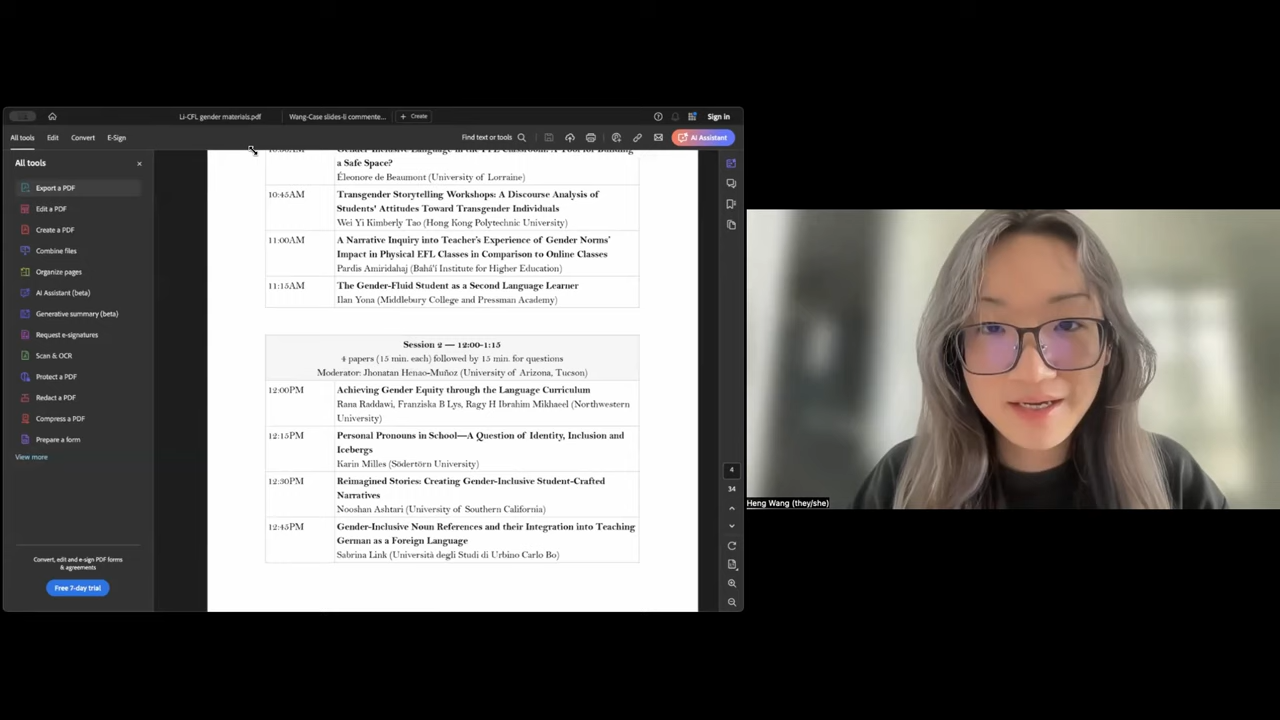 Li-CFL gender materials.pdf
Wang-Case slides-li commente...
+ Create
Sign in
All tools
Edit
Convert
E-Sign
Find text or tools
AI Assistant
All tools
Export a PDF
Edit a PDF
Create a PDF
Combine files
Organize pages
AI Assistant (beta)
Generative summary (beta)
Request e-signatures
Scan & OCR
Protect a PDF
Redact a PDF
Compress a PDF
Prepare a form
View more
Convert, edit and e-sign PDF forms
& agreements
Free 7-day trial
a Safe Space?
Éleonore de Beaumont (University of Lorraine)
10:45AM
Transgender Storytelling Workshops: A Discourse Analysis of
Students' Attitudes Toward Transgender Individuals
Wei Yi Kimberly Tao (Hong Kong Polytechnic University)
11:00AM
A Narrative Inquiry into Teacher's Experience of Gender Norms'
Impact in Physical EFL Classes in Comparison to Online Classes
Pardis Amiridahaj (Bahá'í Institute for Higher Education)
11:15AM
The Gender-Fluid Student as a Second Language Learner
Ilan Yona (Middlebury College and Pressman Academy)
Session 2 — 12:00-1:15
4 papers (15 min. each) followed by 15 min. for questions
Moderator: Jhonatan Henao-Muñoz (University of Arizona, Tucson)
12:00PM
Achieving Gender Equity through the Language Curriculum
Rana Raddawi, Franziska B Lys, Ragy H Ibrahim Mikhaeel (Northwestern
University)
12:15PM
Personal Pronouns in School—A Question of Identity, Inclusion and
Icebergs
Karin Milles (Södertörn University)
12:30PM
Reimagined Stories: Creating Gender-Inclusive Student-Crafted
Narratives
Nooshan Ashtari (University of Southern California)
12:45PM
Gender-Inclusive Noun References and their Integration into Teaching
German as a Foreign Language
Sabrina Link (Università degli Studi di Urbino Carlo Bo)
4
34
Heng Wang (they/she)